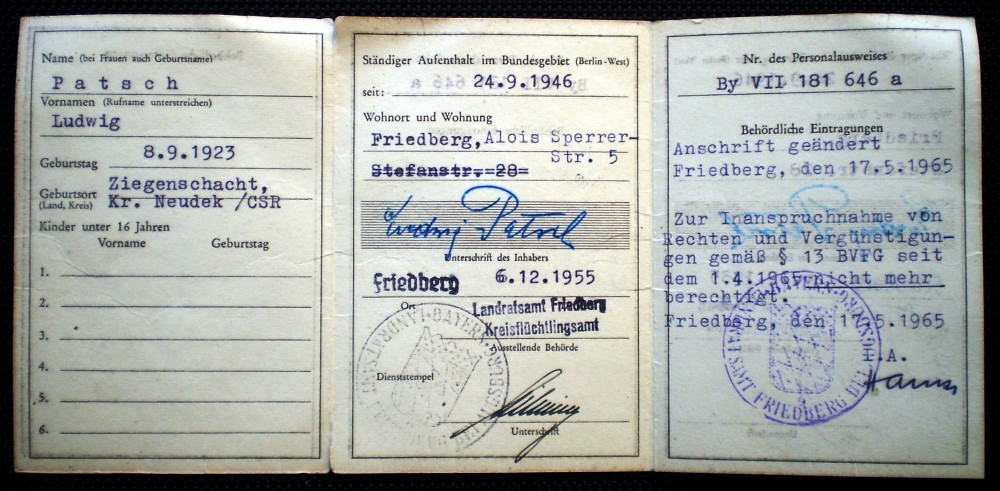 Name (bei Frauen auch Geburtsname)
Patsch
Vornamen (Rufname unterstreichen)
Ludwig
Geburtstag 8.9.1923
Geburtsort Ziegenschacht,
(Land, Kreis) Kr. Neudek /CSR
Kinder unter 16 Jahren
Vorname Geburtstag
1.
2.
3.
4.
5.
6.
Ständiger Aufenthalt im Bundesgebiet (Berlin-West)
seit: 24.9.1946
Wohnort und Wohnung
Friedberg, Alois Sperrer-
Str. 5
Stefanstr. 28
Ludwig Patsch
Unterschrift des Inhabers
Friedberg 6.12.1955
Ort
Landratsamt Friedberg
Kreisflüchtlingsamt
Ausstellende Behörde
Dienststempel
Unterschrift
Nr. des Personalausweises
By VII 181 646 a
Behördliche Eintragungen
Anschrift geändert
Friedberg, den 17.5.1965
Zur Inanspruchnahme von
Rechten und Vergünstigun-
gen gemäß § 13 BVFG seit
dem 1.4.1965 nicht mehr
berechtigt.
Friedberg, den 17.5.1965
I.A.
BAYERN
LANDRATSAMT FRIEDBERG